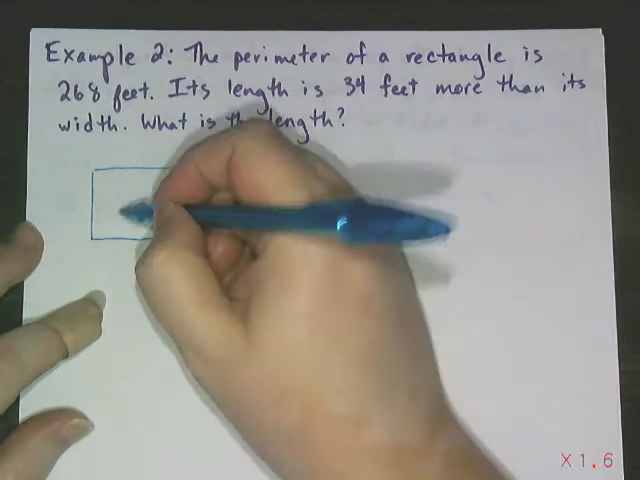 Example 2: The perimeter of a rectangle is
268 feet. Its length is 34 feet more than its
width. What is the length?
X1.6